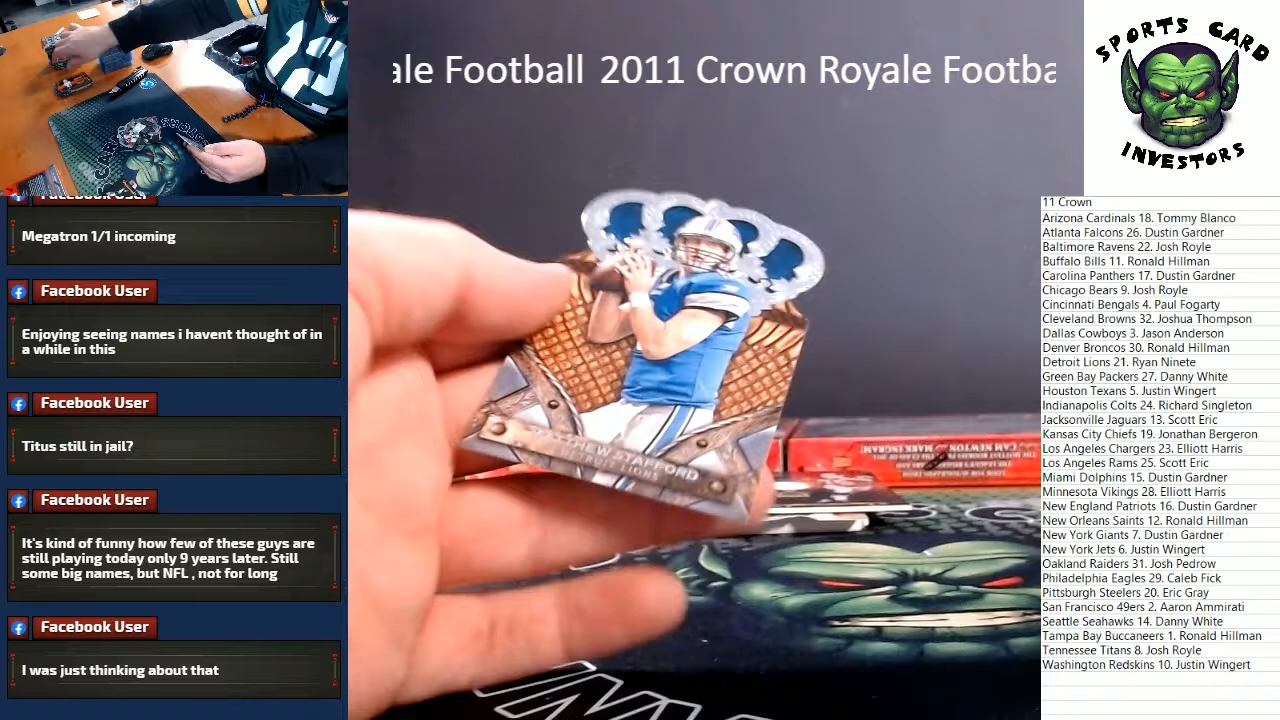 ale Football 2011 Crown Royale Footba
SPORTS CARD
INVESTORS
Facebook User
Megatron 1/1 incoming
Facebook User
Enjoying seeing names i havent thought of in
a while in this
Facebook User
Titus still in jail?
Facebook User
It's kind of funny how few of these guys are
still playing today only 9 years later. Still
some big names, but NFL , not for long
Facebook User
I was just thinking about that
MATTHEW STAFFORD
LIONS
CAM NEWTON
MARK INGRAM
11 Crown
Arizona Cardinals 18. Tommy Blanco
Atlanta Falcons 26. Dustin Gardner
Baltimore Ravens 22. Josh Royle
Buffalo Bills 11. Ronald Hillman
Carolina Panthers 17. Dustin Gardner
Chicago Bears 9. Josh Royle
Cincinnati Bengals 4. Paul Fogarty
Cleveland Browns 32. Joshua Thompson
Dallas Cowboys 3. Jason Anderson
Denver Broncos 30. Ronald Hillman
Detroit Lions 21. Ryan Ninete
Green Bay Packers 27. Danny White
Houston Texans 5. Justin Wingert
Indianapolis Colts 24. Richard Singleton
Jacksonville Jaguars 13. Scott Eric
Kansas City Chiefs 19. Jonathan Bergeron
Los Angeles Chargers 23. Elliott Harris
Los Angeles Rams 25. Scott Eric
Miami Dolphins 15. Dustin Gardner
Minnesota Vikings 28. Elliott Harris
New England Patriots 16. Dustin Gardner
New Orleans Saints 12. Ronald Hillman
New York Giants 7. Dustin Gardner
New York Jets 6. Justin Wingert
Oakland Raiders 31. Josh Pedrow
Philadelphia Eagles 29. Caleb Fick
Pittsburgh Steelers 20. Eric Gray
San Francisco 49ers 2. Aaron Ammirati
Seattle Seahawks 14. Danny White
Tampa Bay Buccaneers 1. Ronald Hillman
Tennessee Titans 8. Josh Royle
Washington Redskins 10. Justin Wingert